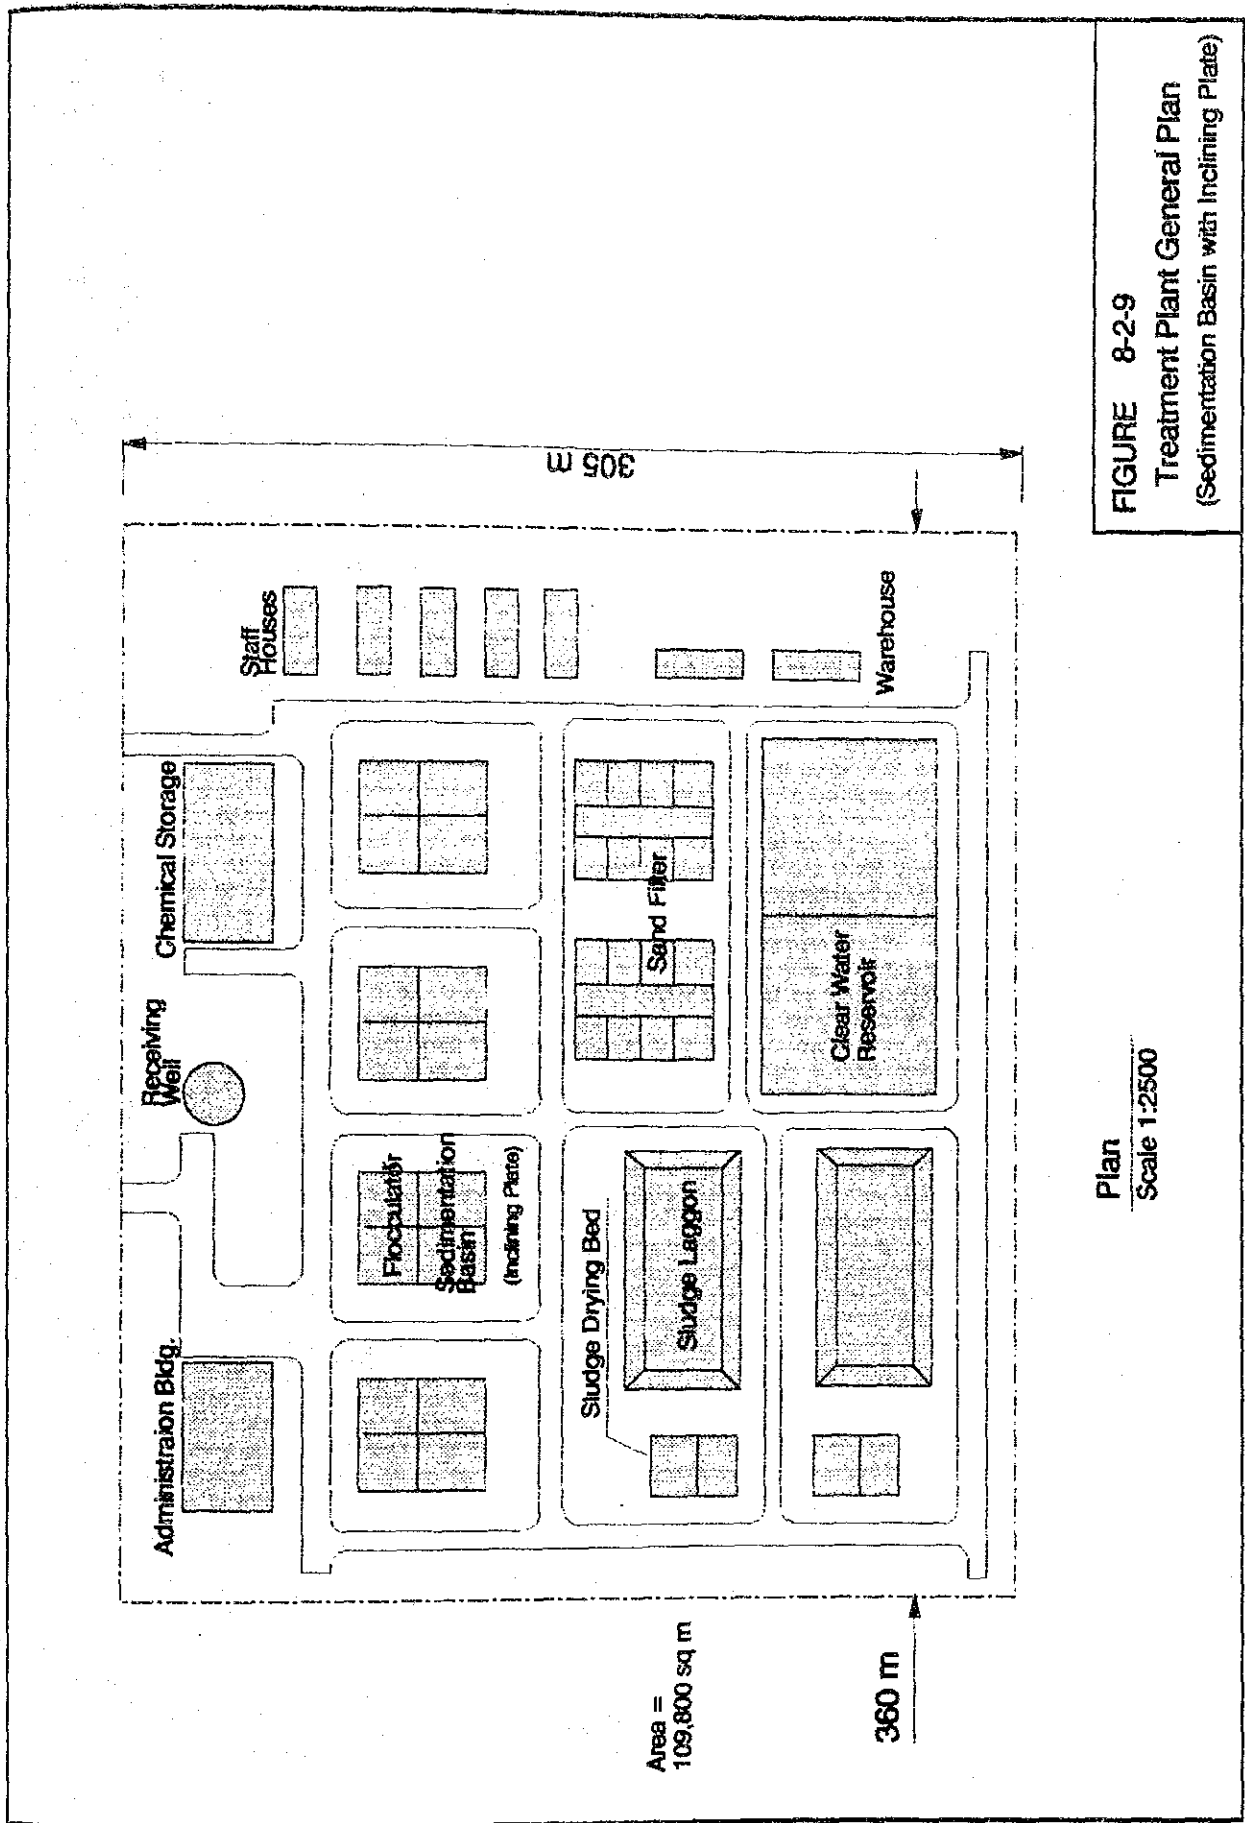 Administraion Bldg.
Receiving
Well
Chemical Storage
Staff
Houses
Flocculator
Sedimentation
Basin
(Inclining Plate)
305 m
Sludge Drying Bed
Sludge Laggon
Sand Filter
Clear Water
Reservoir
Warehouse
Area =
109,800 sq m
360 m
Plan
Scale 1:2500
FIGURE 8-2-9
Treatment Plant General Plan
(Sedimentation Basin with Inclining Plate)